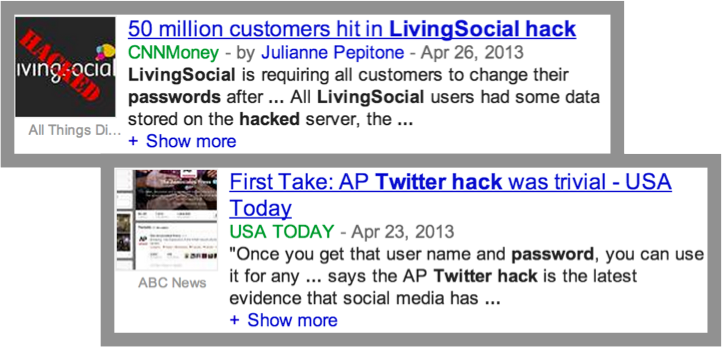 50 million customers hit in LivingSocial hack
CNNMoney - by Julianne Pepitone - Apr 26, 2013
LivingSocial is requiring all customers to change their
passwords after ... All LivingSocial users had some data
stored on the hacked server, the ...
+ Show more
HACKED
ivingsocial
All Things Di...
First Take: AP Twitter hack was trivial - USA
Today
USA TODAY - Apr 23, 2013
"Once you get that user name and password, you can use
it for any ... says the AP Twitter hack is the latest
evidence that social media has ...
+ Show more
AP
ABC News